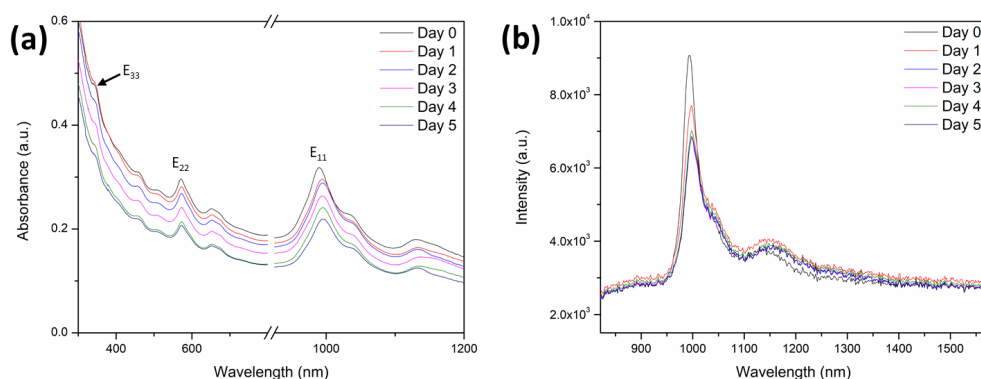 (a)
0.6
0.4
0.2
0.0
Absorbance (a.u.)
E33
E22
E11
Day 0
Day 1
Day 2
Day 3
Day 4
Day 5
400 600 1000 1200
Wavelength (nm)
(b)
1.0x10⁴
8.0x10³
6.0x10³
4.0x10³
2.0x10³
Intensity (a.u.)
Day 0
Day 1
Day 2
Day 3
Day 4
Day 5
900 1000 1100 1200 1300 1400 1500
Wavelength (nm)